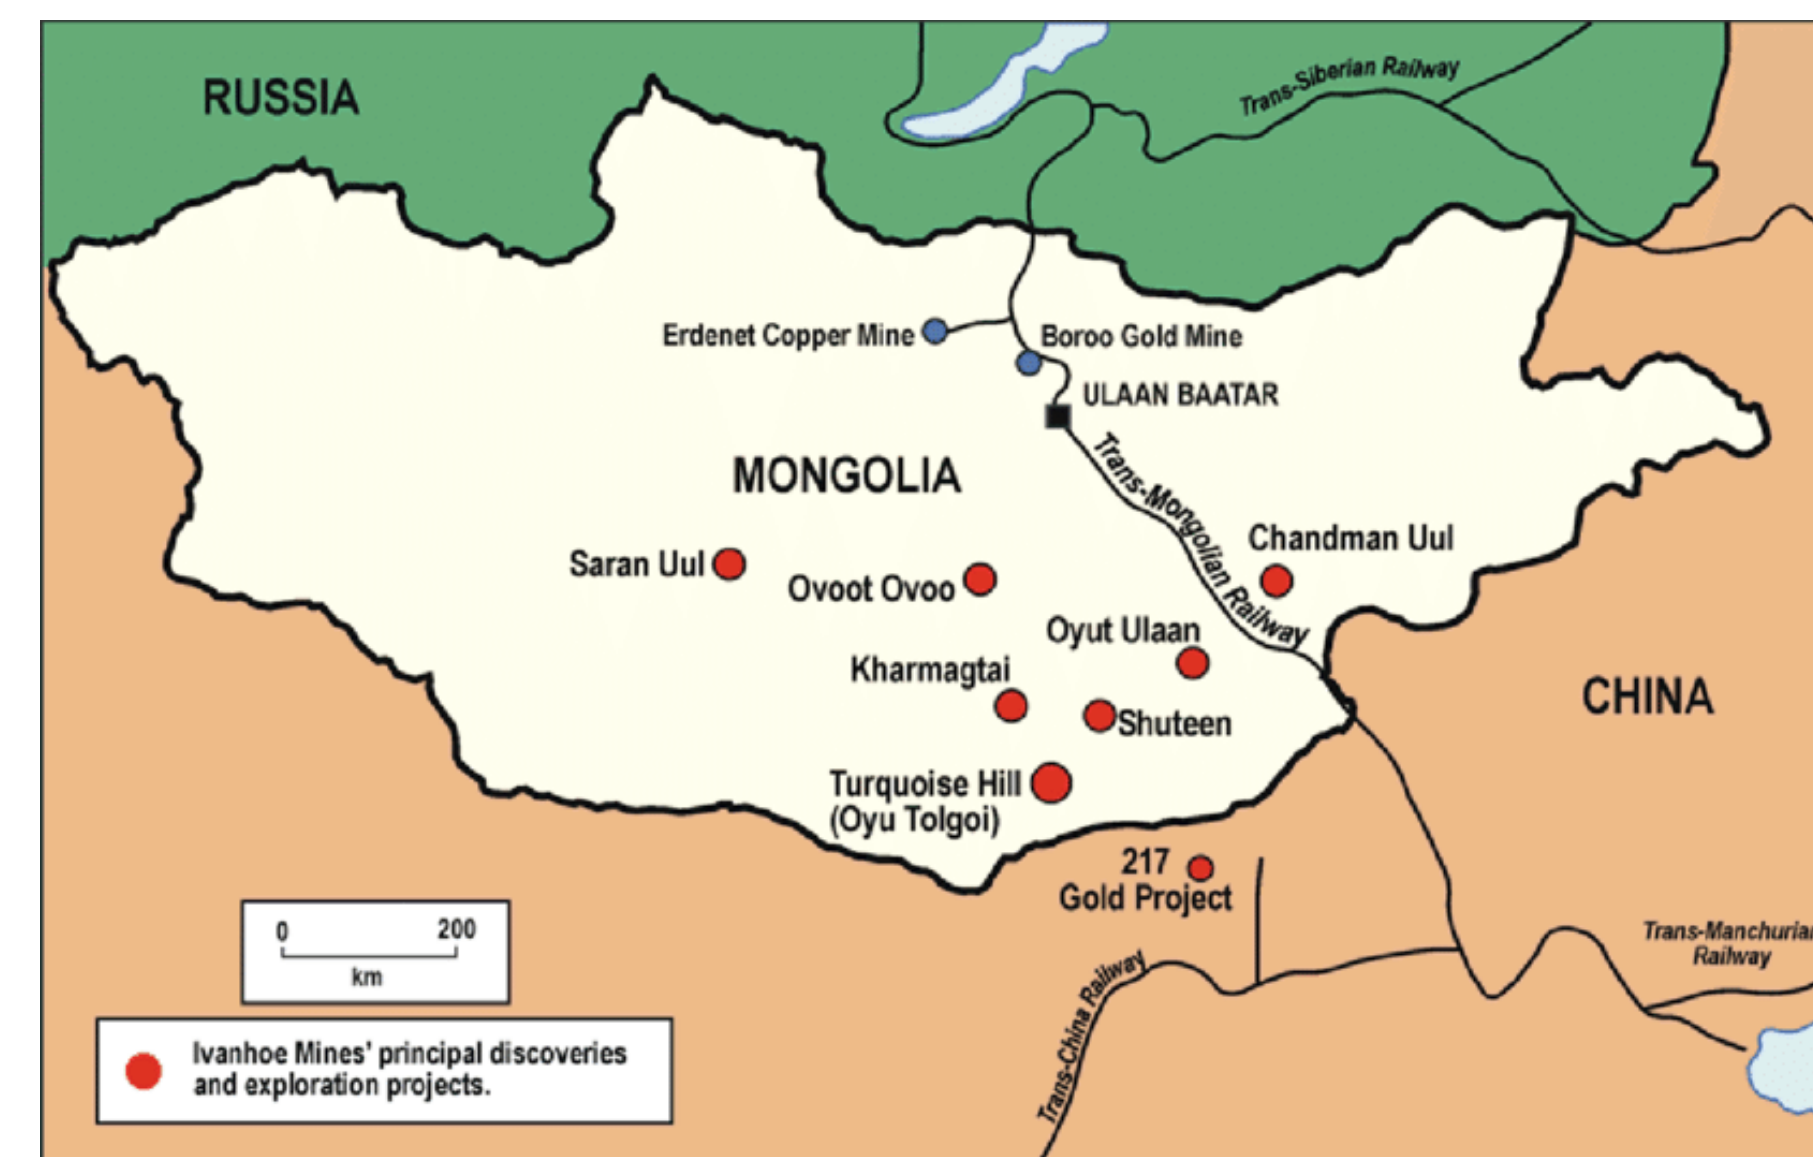 RUSSIA
Trans-Siberian Railway
Erdenet Copper Mine
Boroo Gold Mine
ULAAN BAATAR
MONGOLIA
Trans-Mongolian Railway
Chandman Uul
Saran Uul
Ovoot Ovoo
Oyut Ulaan
Kharmagtai
Shuteen
CHINA
Turquoise Hill
(Oyu Tolgoi)
217
Gold Project
0 200
km
Trans-Manchurian
Railway
Trans-China Railway
Ivanhoe Mines' principal discoveries
and exploration projects.